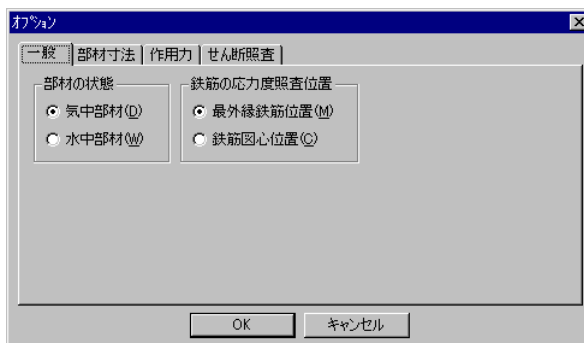 オプション
一般 部材寸法 作用力 せん断照査
部材の状態 鉄筋の応力度照査位置
気中部材(D) 最外縁鉄筋位置(M)
水中部材(W) 鉄筋図心位置(C)
OK キャンセル